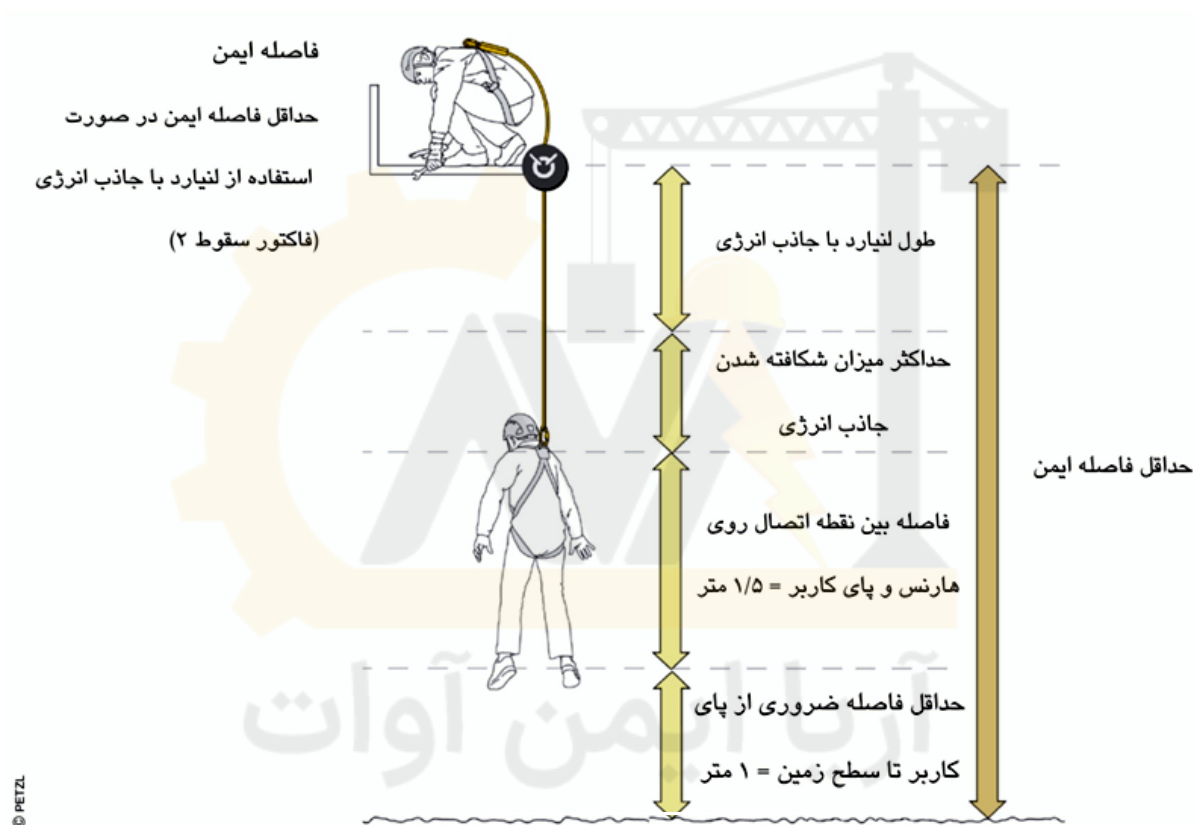 فاصله ایمن
حداقل فاصله ایمن در صورت
استفاده از لنیارد با جاذب انرژی
(فاکتور سقوط ۲)
طول لنیارد با جاذب انرژی
حداکثر میزان شکافته شدن
جاذب انرژی
حداقل فاصله ایمن
فاصله بین نقطه اتصال روی
هارنس و پای کاربر = ۱/۵ متر
حداقل فاصله ضروری از پای
کاربر تا سطح زمین = ۱ متر
آریا ایمن آوات
© PETZL